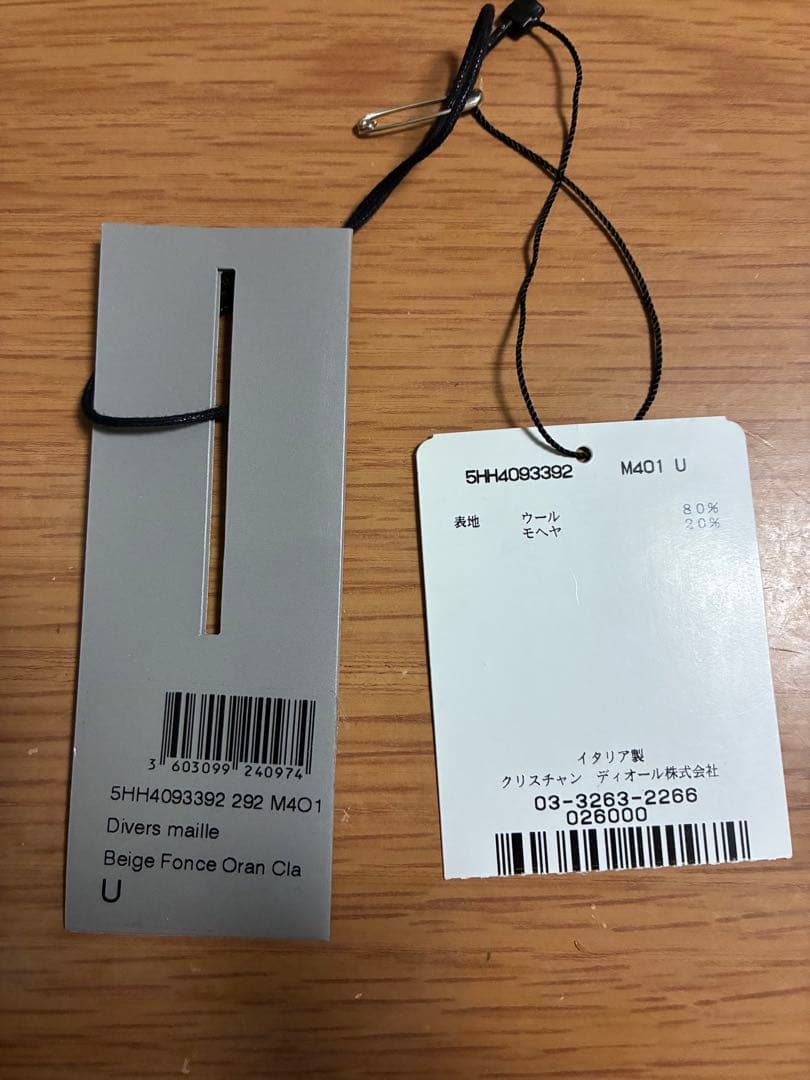 3 603099 240974
5HH4093392 292 M4O1
Divers maille
Beige Fonce Oran Cla
U
5HH4093392 M4O1 U
表地 ウール 80%
モヘヤ 20%
イタリア製
クリスチャン ディオール株式会社
03-3263-2266
026000